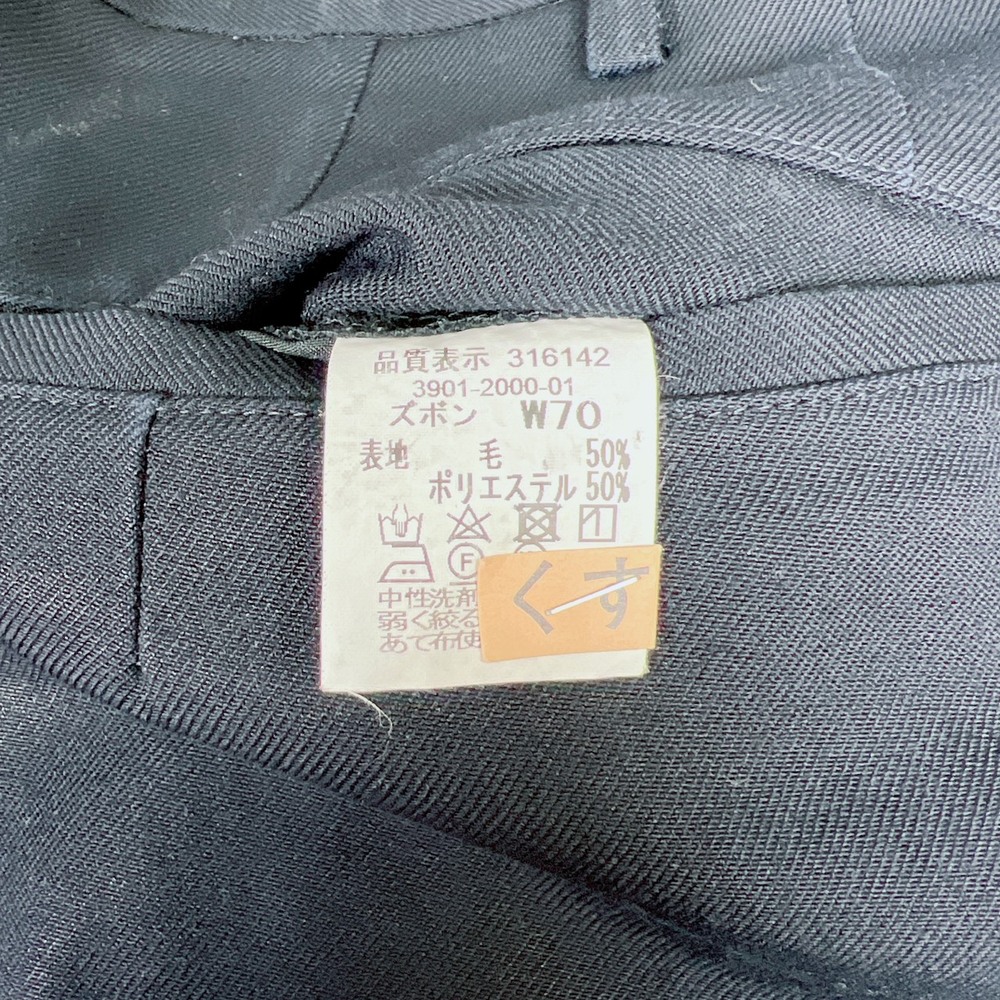 品質表示 316142
3901-2000-01
ズボン W70
表地 毛 50%
ポリエステル 50%
F
中性洗剤
弱く絞る
あて布使
くす